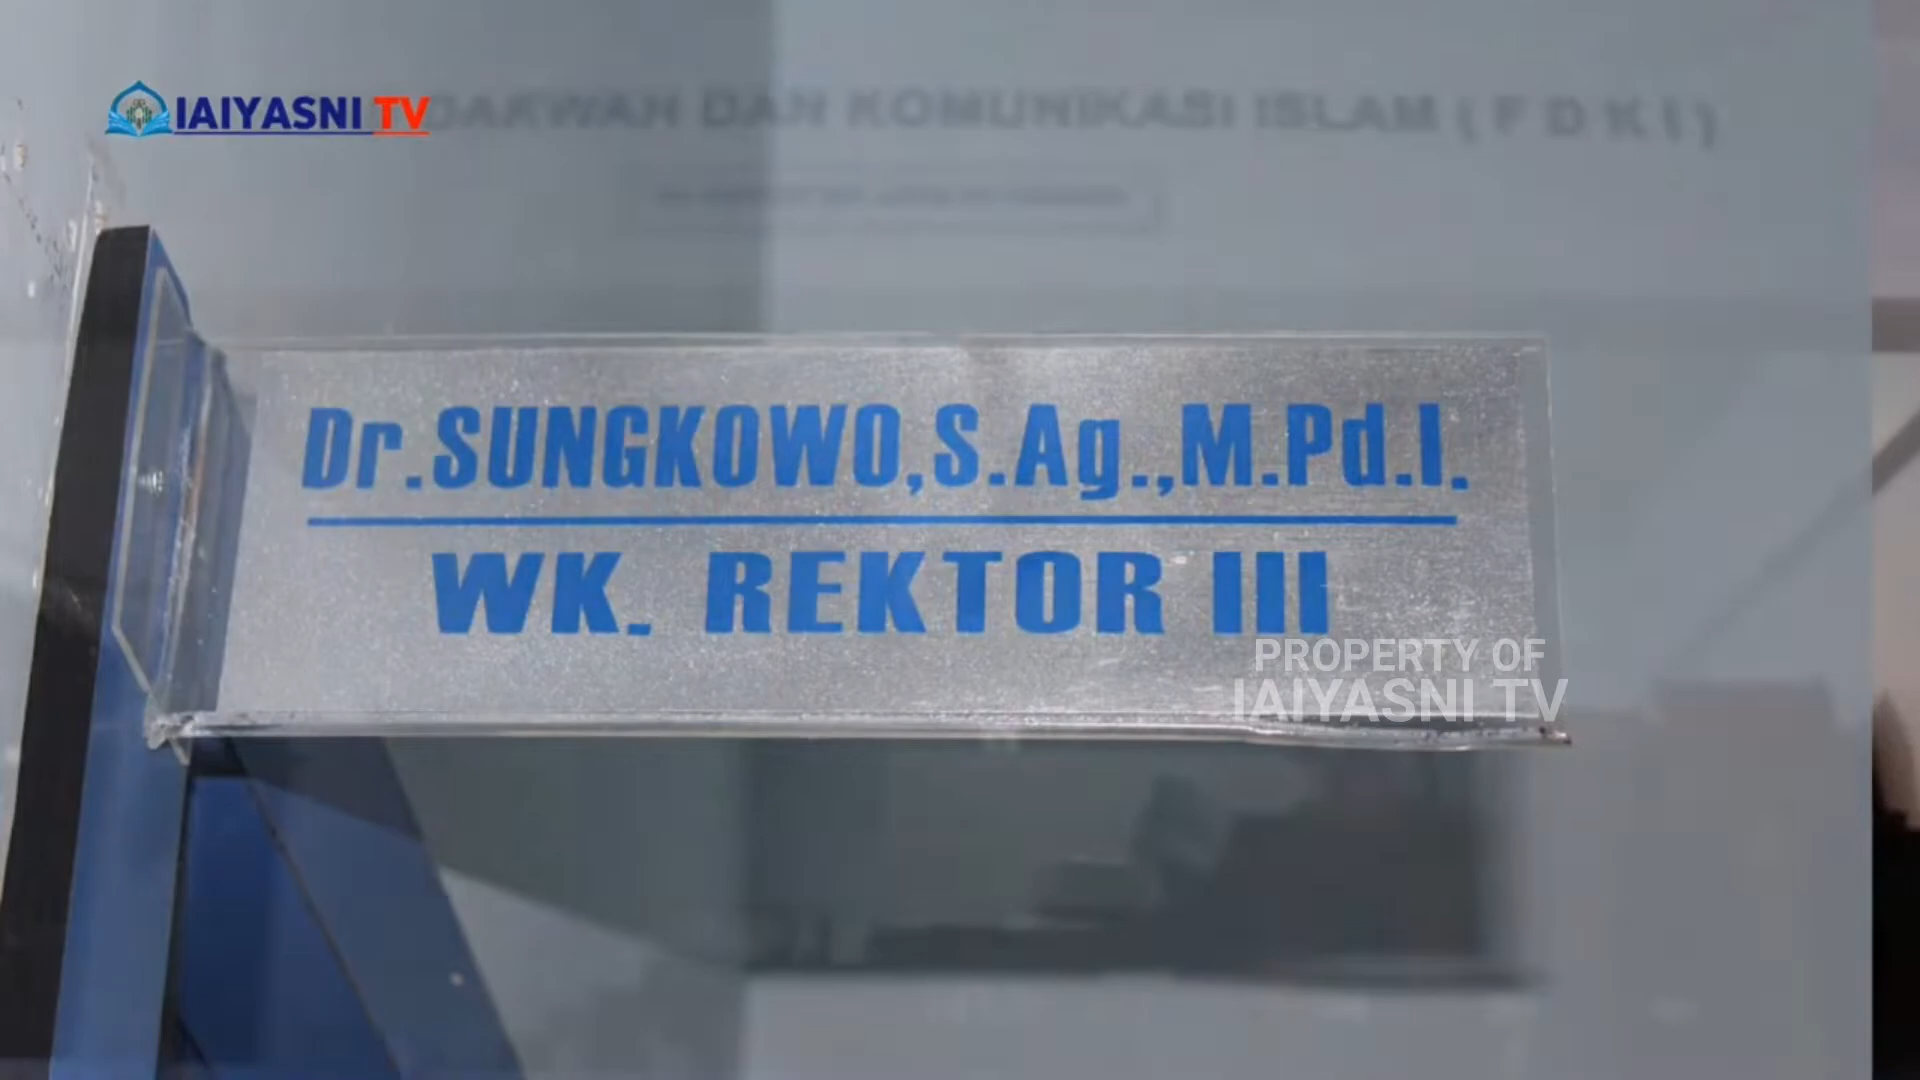 IAIYASNI TV
DAKWAH DAN KOMUNIKASI ISLAM ( F D K I )
Dr.SUNGKOWO,S.Ag.,M.Pd.I.
WK. REKTOR III
PROPERTY OF
IAIYASNI TV